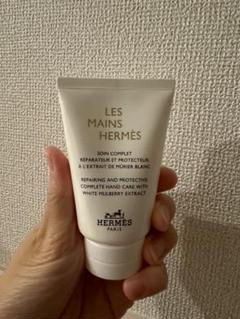 LES
MAINS
HERMÈS
SOIN COMPLET
RÉPARATEUR ET PROTECTEUR
À L'EXTRAIT DE MÛRIER BLANC
REPAIRING AND PROTECTIVE
COMPLETE HAND CARE WITH
WHITE MULBERRY EXTRACT
HERMÈS
PARIS